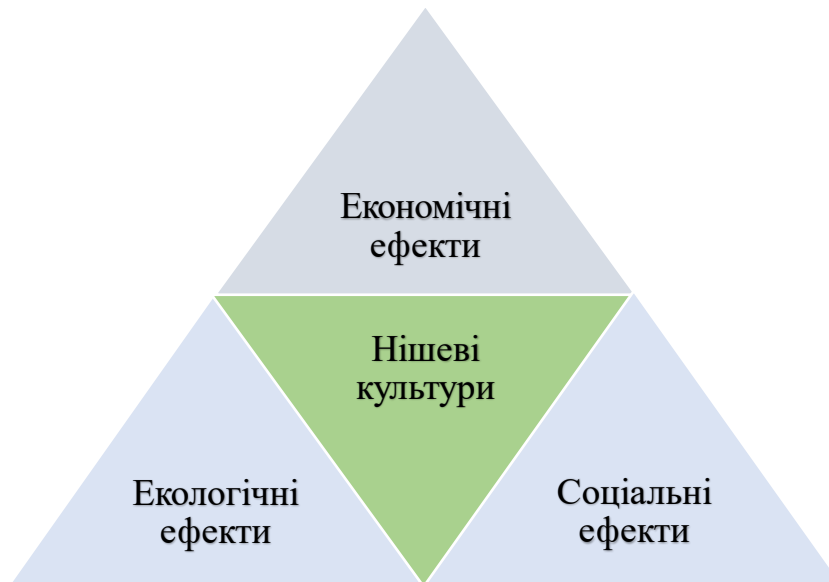 Економічні
ефекти
Нішеві
культури
Екологічні
ефекти
Соціальні
ефекти